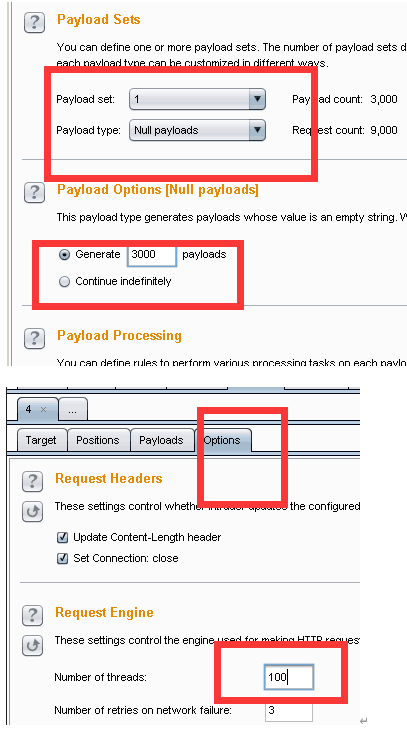 Payload Sets
You can define one or more payload sets. The number of payload sets d
each payload type can be customized in different ways.
Payload set: 1 Payload count: 3,000
Payload type: Null payloads Request count: 9,000
Payload Options [Null payloads]
This payload type generates payloads whose value is an empty string. W
Generate 3000 payloads
Continue indefinitely
Payload Processing
You can define rules to perform various processing tasks on each paylo
4 × ...
Target Positions Payloads Options
Request Headers
These settings control whether Intruder updates the configured
Update Content-Length header
Set Connection: close
Request Engine
These settings control the engine used for making HTTP reques
Number of threads: 100
Number of retries on network failure: 3